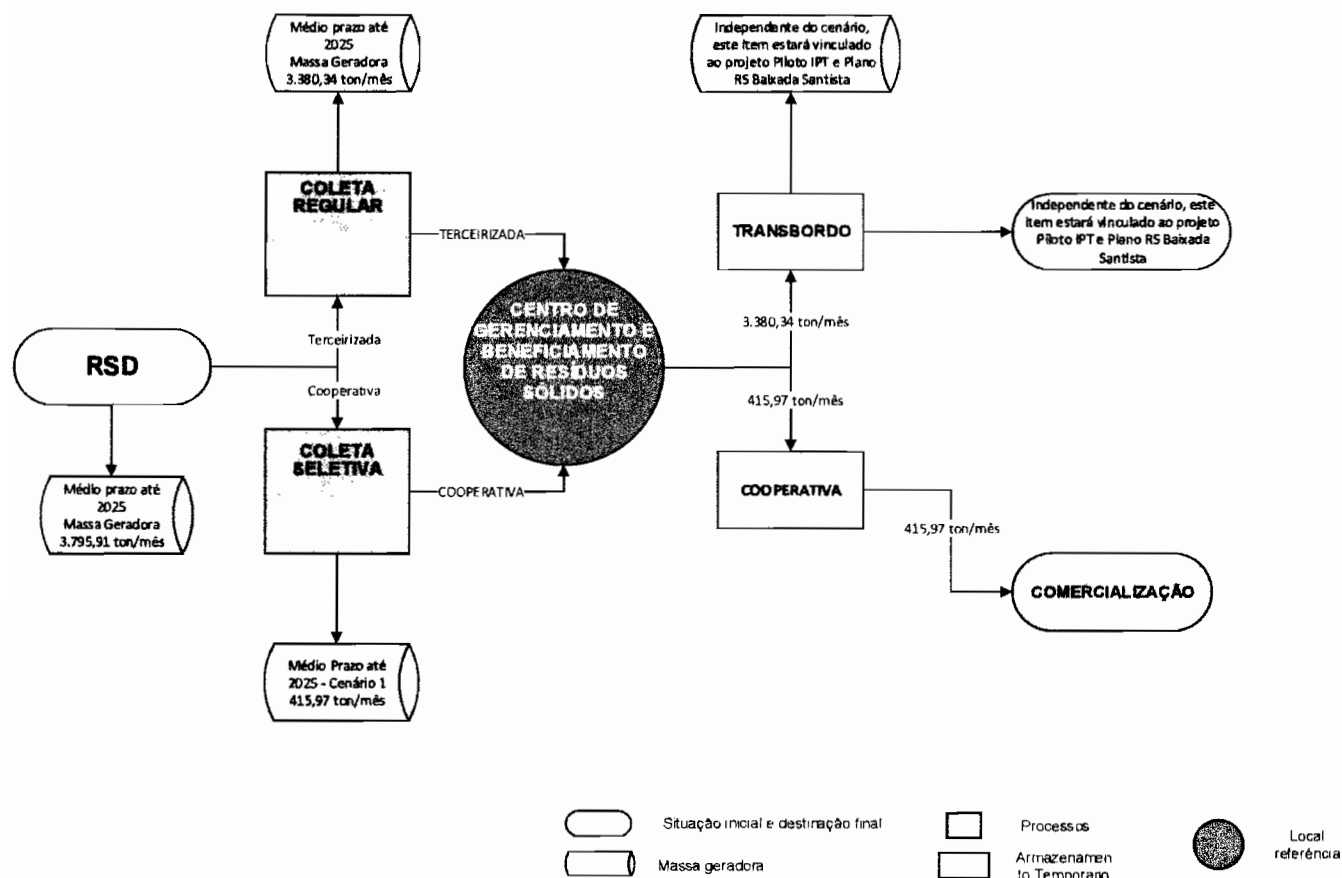 Médio prazo até
2025
Massa Geradora
3.380,34 ton/mês
Independente do cenário,
este item estará vinculado
ao projeto Piloto IPT e Plano
RS Baixada Santista
COLETA
REGULAR
TERCEIRIZADA
TRANSBORDO
Independente do cenário, este
item estará vinculado ao projeto
Piloto IPT e Plano RS Baixada
Santista
CENTRO DE
GERENCIAMENTO E
BENEFICIAMENTO
DE RESÍDUOS
SÓLIDOS
3.380,34 ton/mês
Terceirizada
RSD
Cooperativa
415,97 ton/mês
COLETA
SELETIVA
COOPERATIVA
COOPERATIVA
Médio prazo até
2025
Massa Geradora
3.795,91 ton/mês
415,97 ton/mês
COMERCIALIZAÇÃO
Médio Prazo até
2025 - Cenário 1
415,97 ton/mês
Situação inicial e destinação final
Processos
Local
referência
Massa geradora
Armazenamen
to Temporario